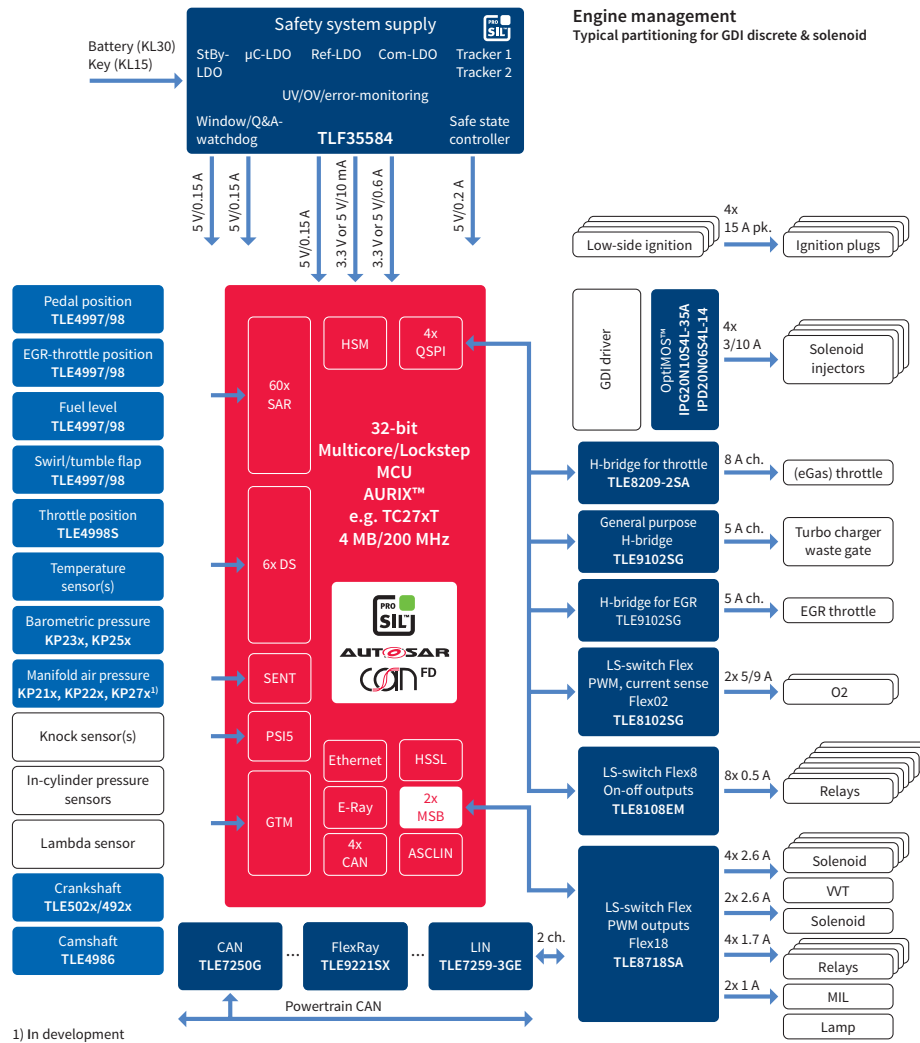 Engine management
Typical partitioning for GDI discrete & solenoid
Battery (KL30)
Key (KL15)
Safety system supply
PRO
SIL™
StBy-
LDO
µC-LDO
Ref-LDO
Com-LDO
Tracker 1
Tracker 2
UV/OV/error-monitoring
Window/Q&A-
watchdog
TLF35584
Safe state
controller
5 V/0.15 A
5 V/0.15 A
5 V/0.15 A
3.3 V or 5 V/10 mA
3.3 V or 5 V/0.6 A
5 V/0.2 A
Pedal position
TLE4997/98
EGR-throttle position
TLE4997/98
Fuel level
TLE4997/98
Swirl/tumble flap
TLE4997/98
Throttle position
TLE4998S
Temperature
sensor(s)
Barometric pressure
KP23x, KP25x
Manifold air pressure
KP21x, KP22x, KP27x1)
Knock sensor(s)
In-cylinder pressure
sensors
Lambda sensor
Crankshaft
TLE502x/492x
Camshaft
TLE4986
60x
SAR
6x DS
SENT
PSI5
GTM
HSM
4x
QSPI
32-bit
Multicore/Lockstep
MCU
AURIX™
e.g. TC27xT
4 MB/200 MHz
PRO
SIL™
AUTOSAR
CAN FD
Ethernet
HSSL
E-Ray
2x
MSB
4x
CAN
ASCLIN
CAN
TLE7250G
...
FlexRay
TLE9221SX
...
LIN
TLE7259-3GE
2 ch.
Powertrain CAN
Low-side ignition
4x
15 A pk.
Ignition plugs
GDI driver
OptiMOS™
IPG20N10S4L-35A
IPD20N06S4L-14
4x
3/10 A
Solenoid
injectors
H-bridge for throttle
TLE8209-2SA
8 A ch.
(eGas) throttle
General purpose
H-bridge
TLE9102SG
5 A ch.
Turbo charger
waste gate
H-bridge for EGR
TLE9102SG
5 A ch.
EGR throttle
LS-switch Flex
PWM, current sense
Flex02
TLE8102SG
2x 5/9 A
O2
LS-switch Flex8
On-off outputs
TLE8108EM
8x 0.5 A
Relays
LS-switch Flex
PWM outputs
Flex18
TLE8718SA
4x 2.6 A
Solenoid
VVT
2x 2.6 A
Solenoid
4x 1.7 A
Relays
2x 1 A
MIL
Lamp
1) In development